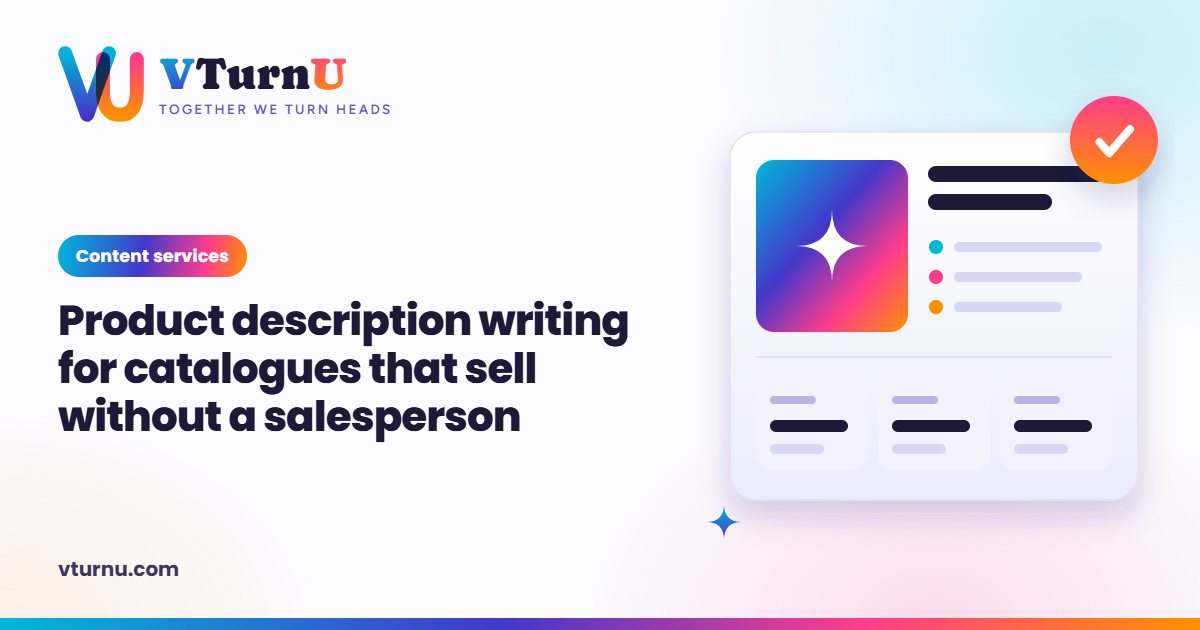 VTurnU
TOGETHER WE TURN HEADS
Content services
Product description writing
for catalogues that sell
without a salesperson
vturnu.com